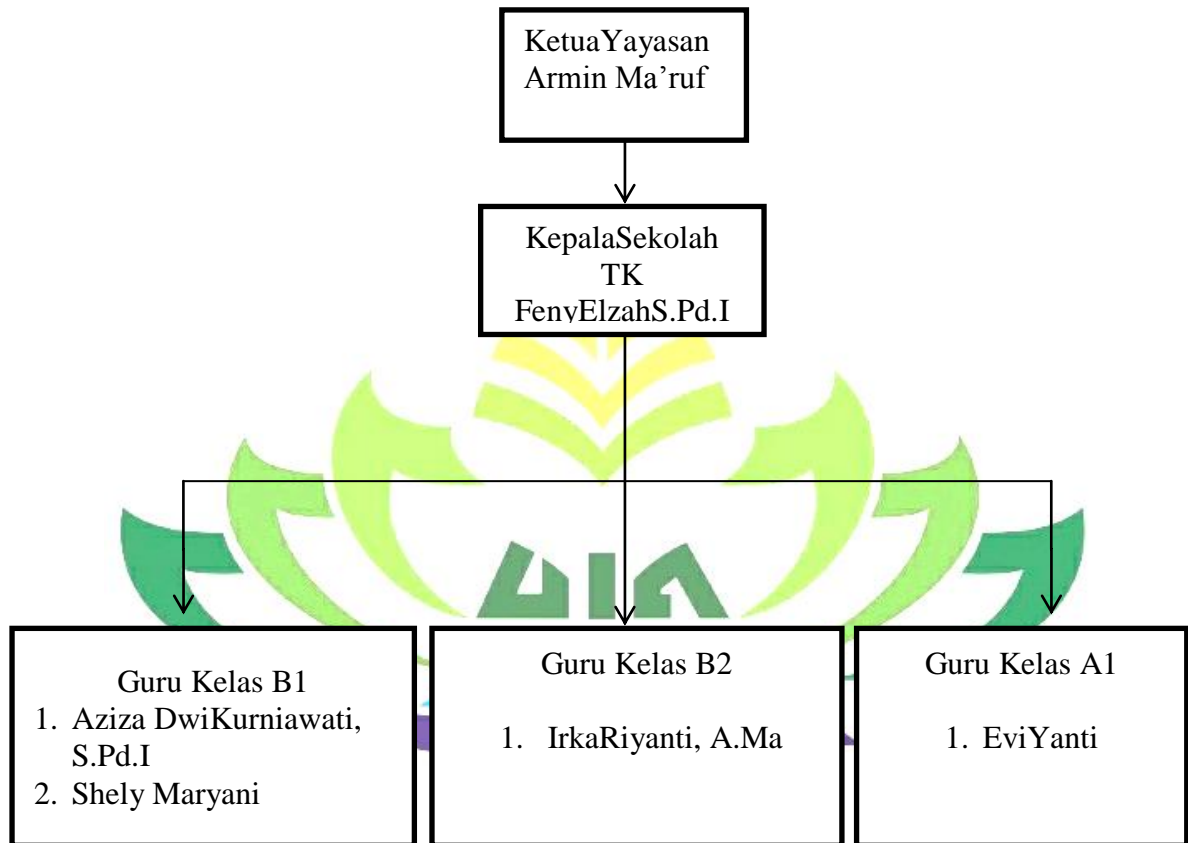 KetuaYayasan
Armin Ma’ruf
KepalaSekolah
TK
FenyElzahS.Pd.I
Guru Kelas B1
1. Aziza DwiKurniawati,
S.Pd.I
2. Shely Maryani
Guru Kelas B2
1. IrkaRiyanti, A.Ma
Guru Kelas A1
1. EviYanti